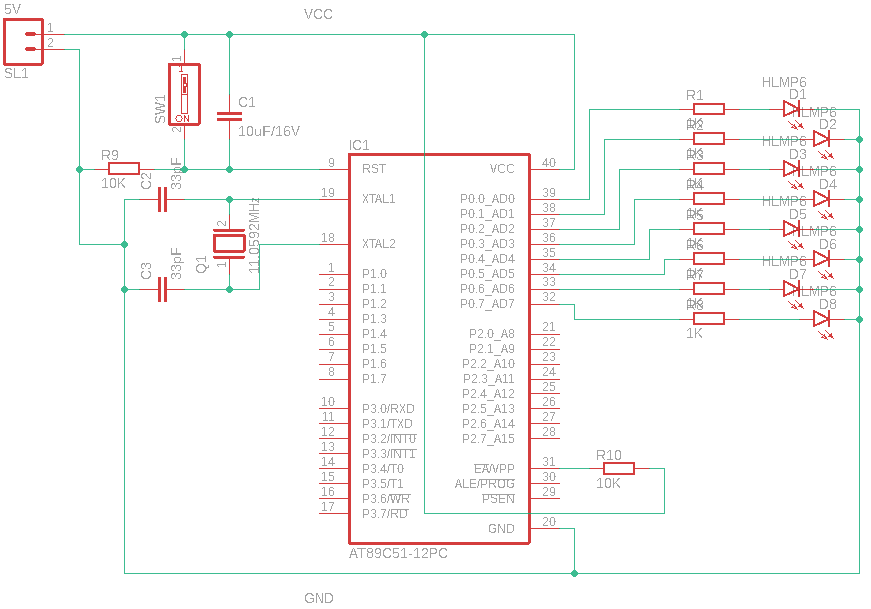 5V
VCC
1
2
SL1
SW1
1
1
ON
2
C1
10uF/16V
R9
10K
C2
33pF
C3
33pF
Q1
2
1
11.0592MHz
IC1
9 RST VCC 40
19 XTAL1 P0.0_AD0 39
P0.1_AD1 38
P0.2_AD2 37
18 XTAL2 P0.3_AD3 36
P0.4_AD4 35
1 P1.0 P0.5_AD5 34
2 P1.1 P0.6_AD6 33
3 P1.2 P0.7_AD7 32
4 P1.3
5 P1.4 P2.0_A8 21
6 P1.5 P2.1_A9 22
7 P1.6 P2.2_A10 23
8 P1.7 P2.3_A11 24
P2.4_A12 25
10 P3.0/RXD P2.5_A13 26
11 P3.1/TXD P2.6_A14 27
12 P3.2/INT0 P2.7_A15 28
13 P3.3/INT1
14 P3.4/T0 EA/VPP 31
15 P3.5/T1 ALE/PROG 30
16 P3.6/WR PSEN 29
17 P3.7/RD
GND 20
AT89C51-12PC
R10
10K
R1
1K
R2
1K
R3
1K
R4
1K
R5
1K
R6
1K
R7
1K
R8
1K
HLMP6
D1
HLMP6
D2
HLMP6
D3
HLMP6
D4
HLMP6
D5
HLMP6
D6
HLMP6
D7
HLMP6
D8
GND